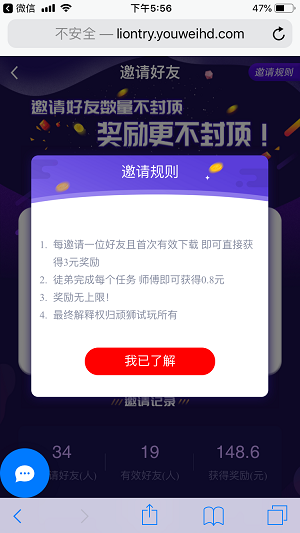 微信
下午5:56
47%
不安全 — liontry.youweihd.com
邀请好友
邀请规则
邀请好友数量不封顶
奖励更不封顶！
邀请规则
1. 每邀请一位好友且首次有效下载 即可直接获
得3元奖励
2. 徒弟完成每个任务 师傅即可获得0.8元
3. 奖励无上限!
4. 最终解释权归顽狮试玩所有
我已了解
邀请记录
34
19
148.6
请好友(人)
有效好友(人)
获得奖励(元)